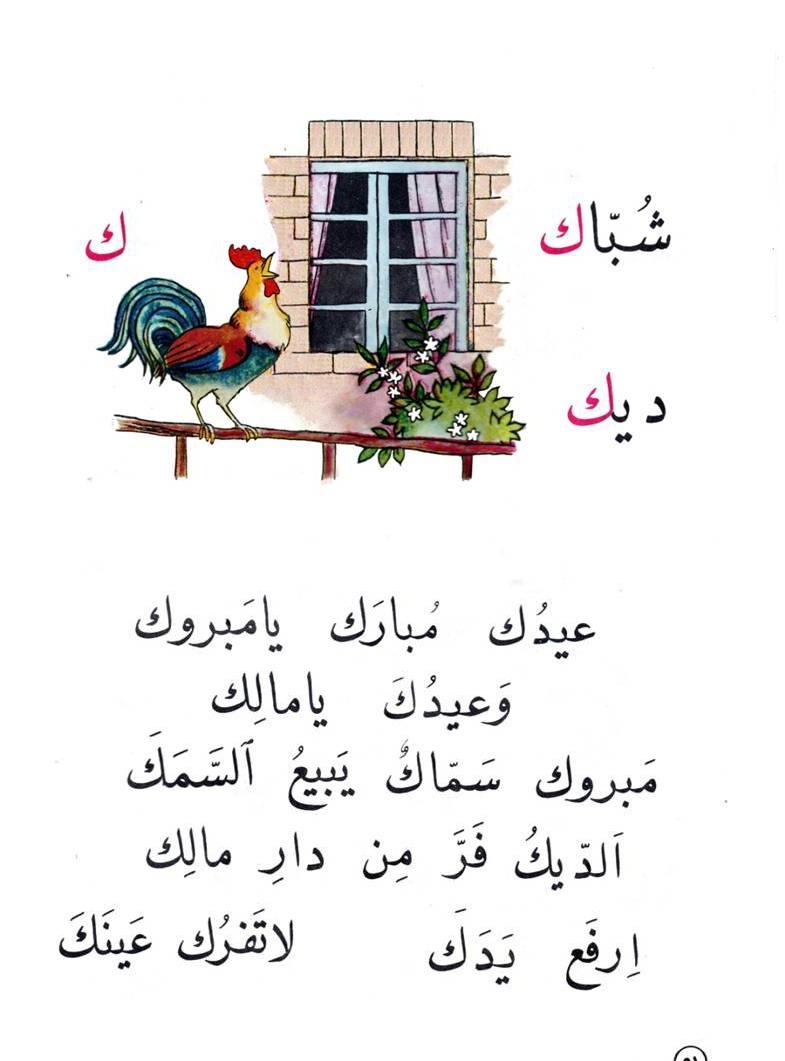 شُبّاك
ك
ديك
عيدُك مُبارَك يامَبروك
وَعيدُكَ يامالِك
مَبروك سَمّاكٌ يَبيعُ ٱلسَّمَكَ
اَلدّيكُ فَرَّ مِن دارِ مالِك
اِرفَع يَدَكَ لاتَفرُك عَينَكَ